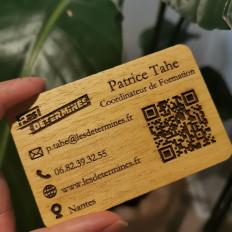 Patrice Tahe
Coordinateur de Formation
LES
DETERMINES
p.tahe@lesdetermines.fr
06.82.39.32.55
www.lesdetermines.fr
Nantes